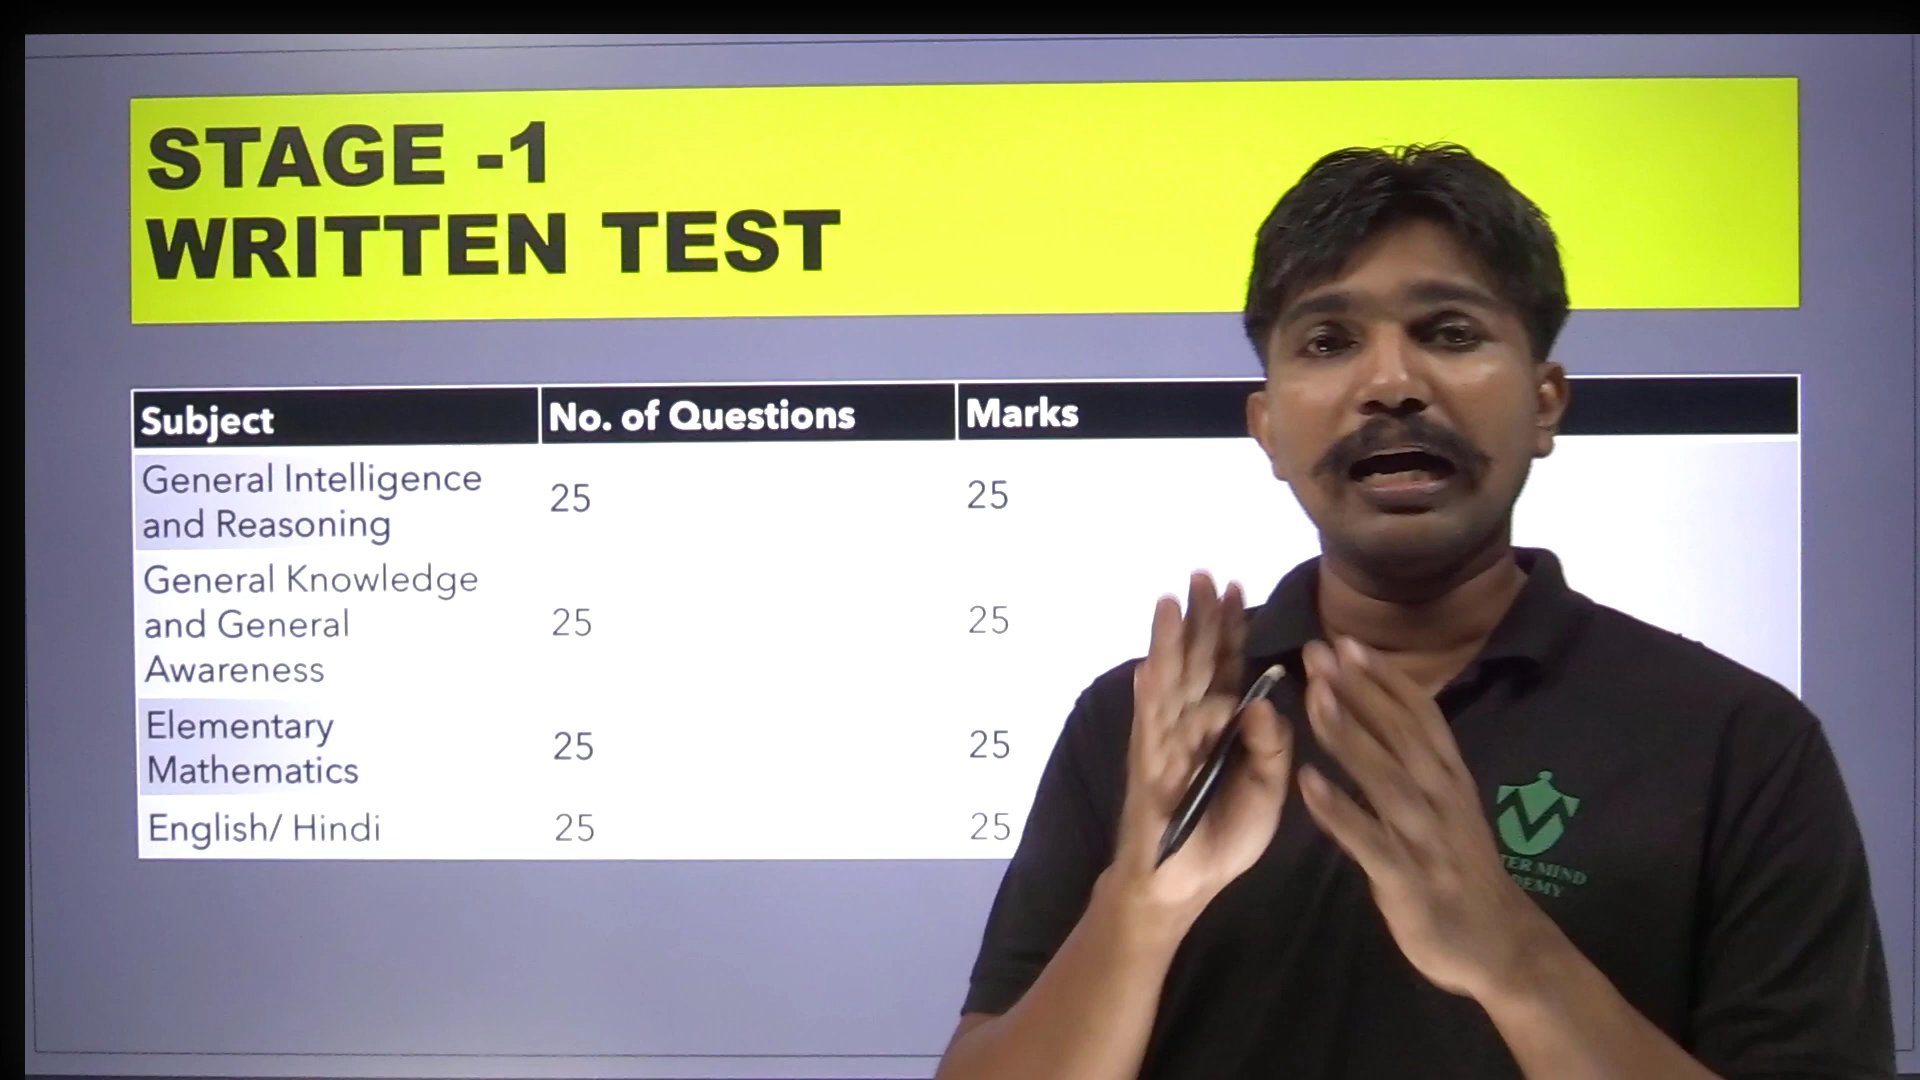 STAGE -1
WRITTEN TEST
Subject No. of Questions Marks
General Intelligence
and Reasoning
25 25
General Knowledge
and General
Awareness
25 25
Elementary
Mathematics
25 25
English/ Hindi 25 25
MIND